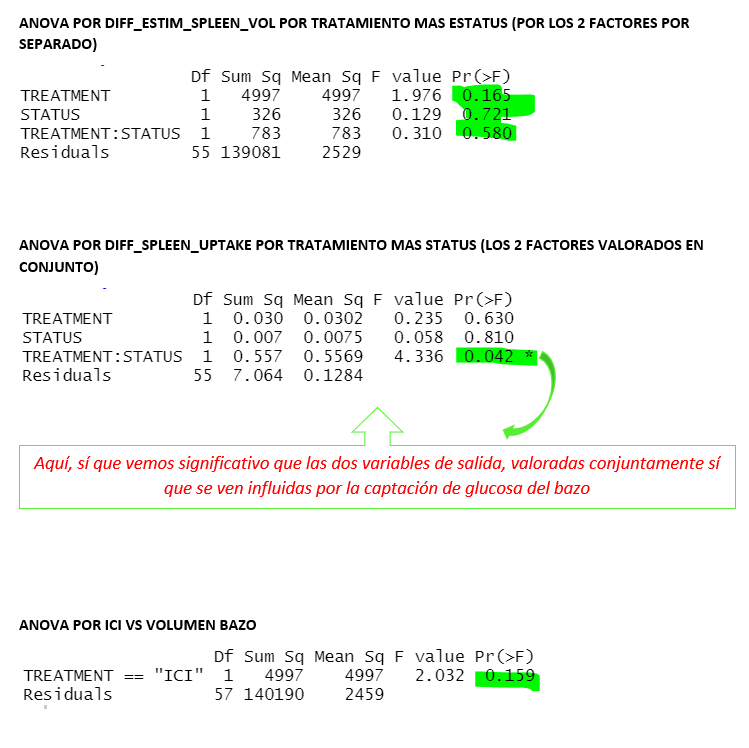 ANOVA POR DIFF_ESTIM_SPLEEN_VOL POR TRATAMIENTO MAS ESTATUS (POR LOS 2 FACTORES POR
SEPARADO)
Df Sum Sq Mean Sq F value Pr(>F)
TREATMENT 1 4997 4997 1.976 0.165
STATUS 1 326 326 0.129 0.721
TREATMENT:STATUS 1 783 783 0.310 0.580
Residuals 55 139081 2529
ANOVA POR DIFF_SPLEEN_UPTAKE POR TRATAMIENTO MAS STATUS (LOS 2 FACTORES VALORADOS EN
CONJUNTO)
Df Sum Sq Mean Sq F value Pr(>F)
TREATMENT 1 0.030 0.0302 0.235 0.630
STATUS 1 0.007 0.0075 0.058 0.810
TREATMENT:STATUS 1 0.557 0.5569 4.336 0.042 *
Residuals 55 7.064 0.1284
Aquí, sí que vemos significativo que las dos variables de salida, valoradas conjuntamente sí
que se ven influidas por la captación de glucosa del bazo
ANOVA POR ICI VS VOLUMEN BAZO
Df Sum Sq Mean Sq F value Pr(>F)
TREATMENT == "ICI" 1 4997 4997 2.032 0.159
Residuals 57 140190 2459